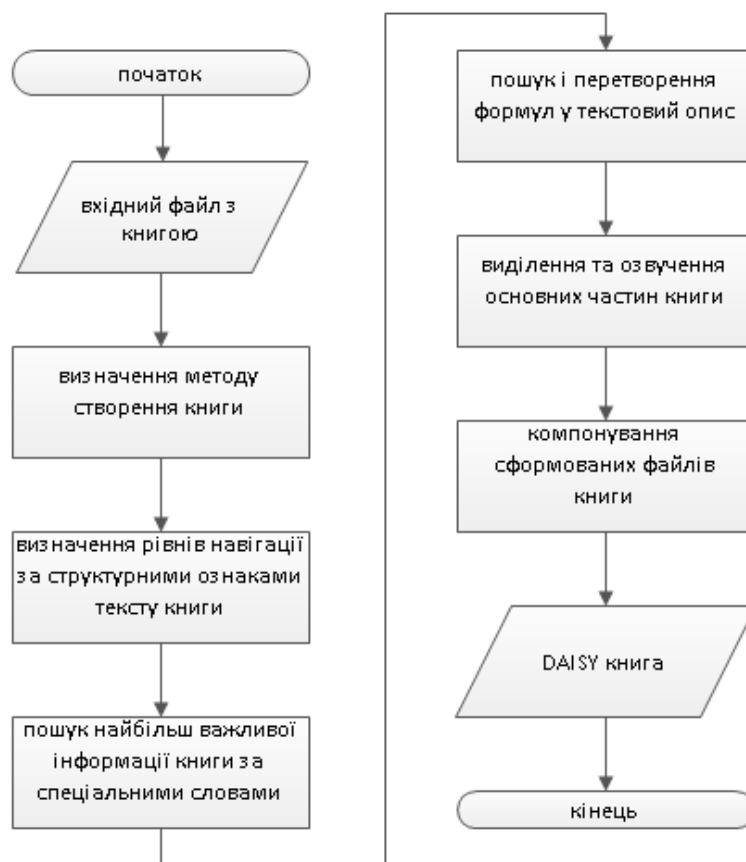 початок
вхідний файл з
книгою
визначення методу
створення книги
визначення рівнів навігації
за структурними ознаками
тексту книги
пошук найбільш важливої
інформації книги за
спеціальними словами
пошук і перетворення
формул у текстовий опис
виділення та озвучення
основних частин книги
компонування
сформованих файлів
книги
DAISY книга
кінець